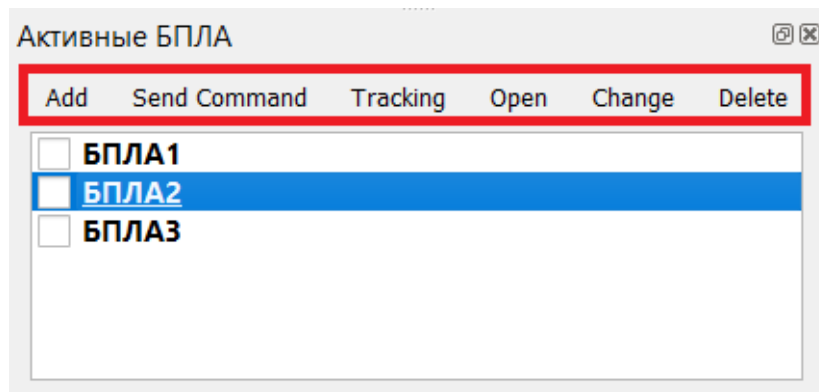 Активные БПЛА
Add Send Command Tracking Open Change Delete
БПЛА1
БПЛА2
БПЛА3